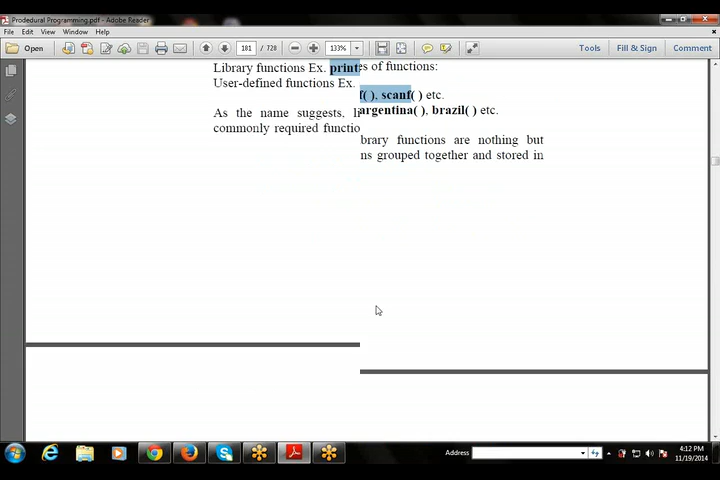 Prodedural Programming.pdf - Adobe Reader
File Edit View Window Help
Open 181 / 728 133% Tools Fill & Sign Comment
es of functions:
Library functions Ex. print
f( ), scanf( ) etc.
User-defined functions Ex.
argentina( ), brazil( ) etc.
As the name suggests, li
commonly required functio
brary functions are nothing but
ns grouped together and stored in
Address
4:12 PM
11/19/2014